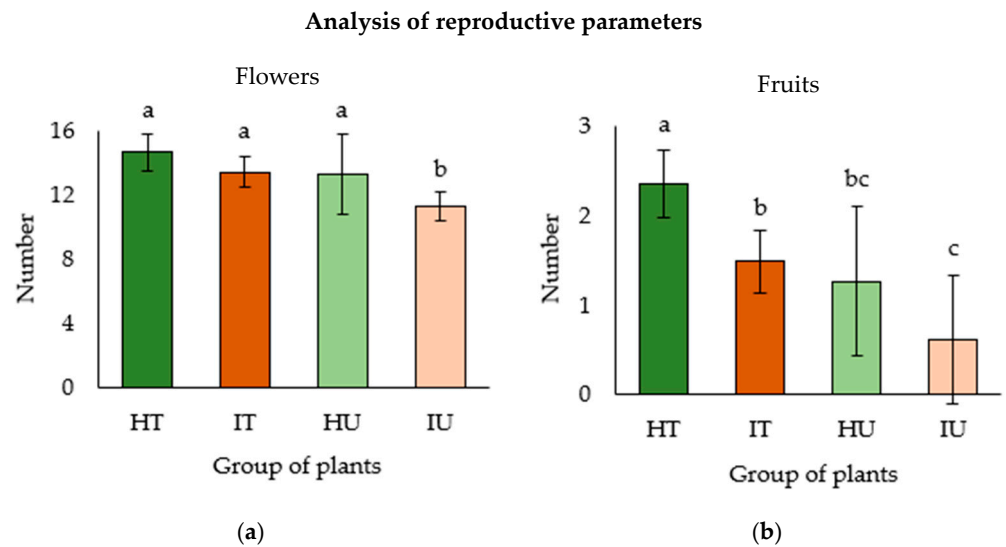 Analysis of reproductive parameters
Flowers
a
a
a
b
16
12
8
4
0
Number
HT IT HU IU
Group of plants
(a)
Fruits
a
b
bc
c
3
2
1
0
Number
HT IT HU IU
Group of plants
(b)